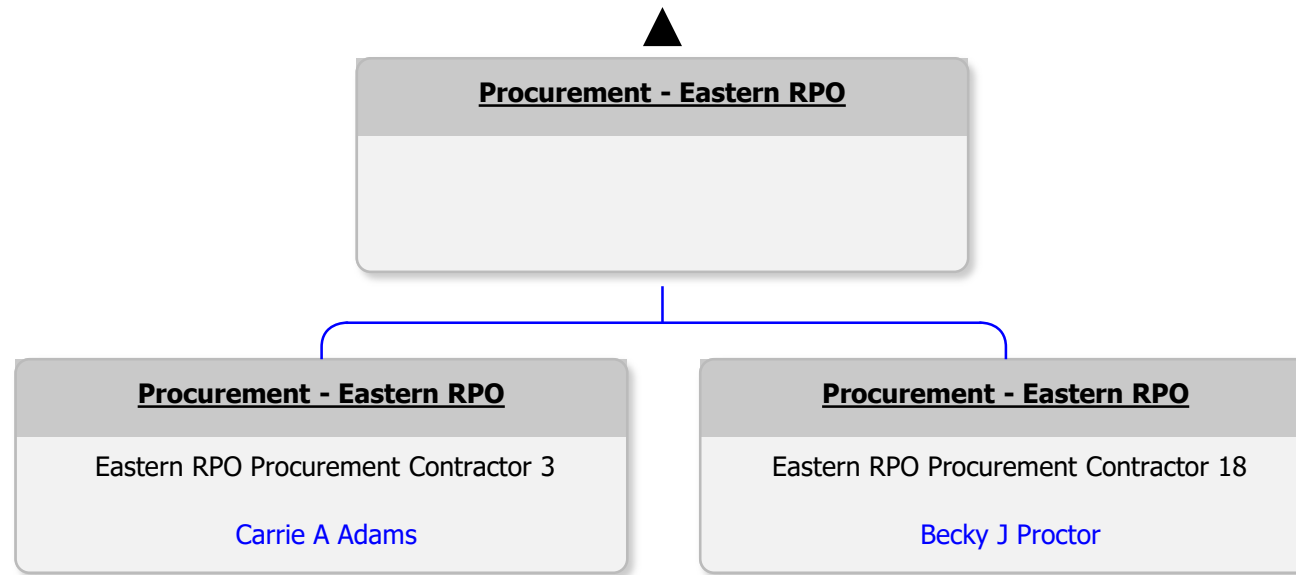 Procurement - Eastern RPO
Procurement - Eastern RPO
Eastern RPO Procurement Contractor 3
Carrie A Adams
Procurement - Eastern RPO
Eastern RPO Procurement Contractor 18
Becky J Proctor